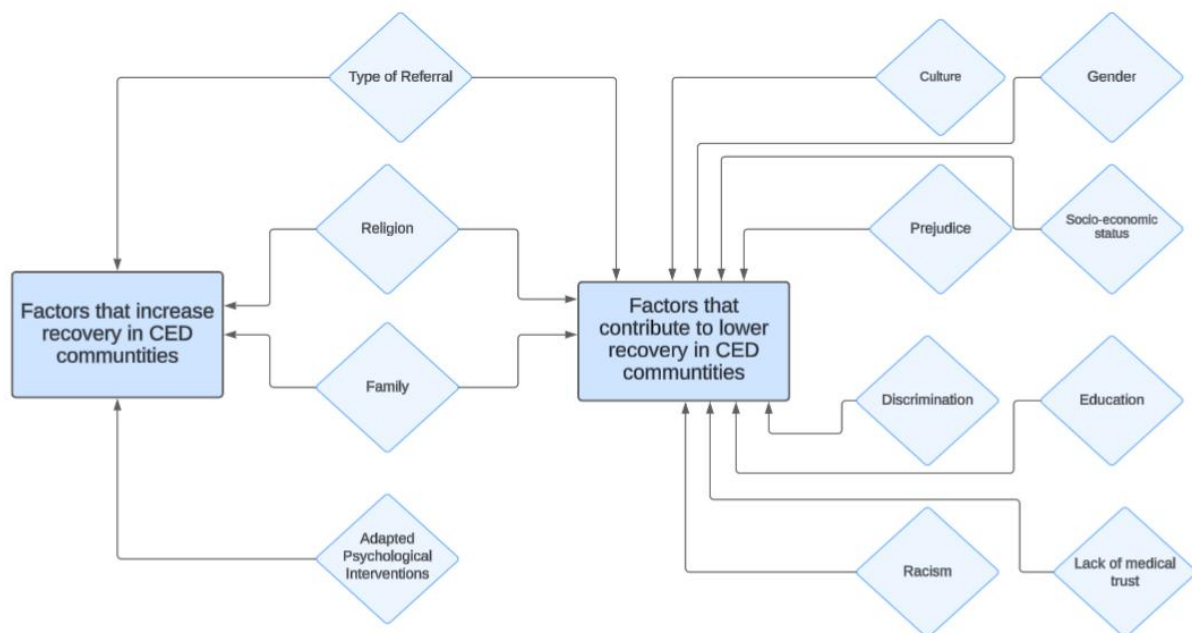 Type of Referral
Culture
Gender
Religion
Prejudice
Socio-economic
status
Factors that increase
recovery in CED
communtities
Factors that
contribute to lower
recovery in CED
communtities
Family
Discrimination
Education
Adapted
Psychological
Interventions
Racism
Lack of medical
trust